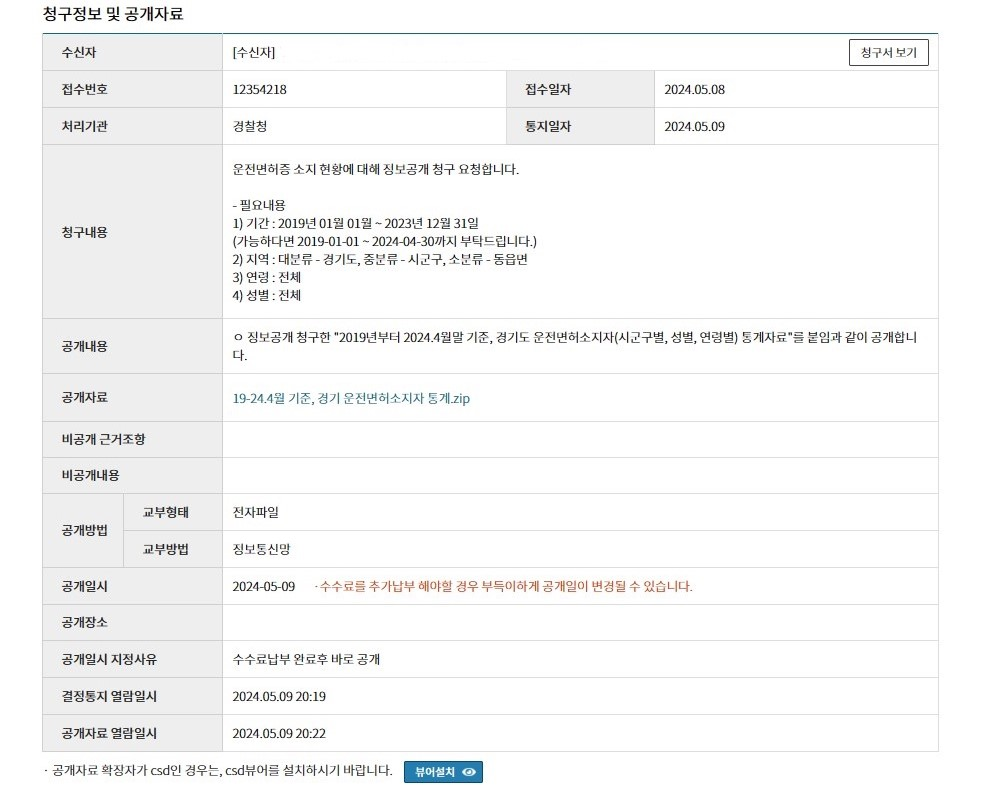 청구정보 및 공개자료
수신자 [수신자] 청구서 보기
접수번호 12354218 접수일자 2024.05.08
처리기관 경찰청 통지일자 2024.05.09
청구내용
운전면허증 소지 현황에 대해 정보공개 청구 요청합니다.
- 필요내용
1) 기간 : 2019년 01월 01월 ~ 2023년 12월 31일
(가능하다면 2019-01-01 ~ 2024-04-30까지 부탁드립니다.)
2) 지역 : 대분류 - 경기도, 중분류 - 시군구, 소분류 - 동읍면
3) 연령 : 전체
4) 성별 : 전체
공개내용
ㅇ 정보공개 청구한 "2019년부터 2024.4월말 기준, 경기도 운전면허소지자(시군구별, 성별, 연령별) 통계자료"를 붙임과 같이 공개합니
다.
공개자료 19-24.4월 기준, 경기 운전면허소지자 통계.zip
비공개 근거조항
비공개내용
공개방법
교부형태 전자파일
교부방법 정보통신망
공개일시 2024-05-09 · 수수료를 추가납부 해야할 경우 부득이하게 공개일이 변경될 수 있습니다.
공개장소
공개일시 지정사유 수수료납부 완료후 바로 공개
결정통지 열람일시 2024.05.09 20:19
공개자료 열람일시 2024.05.09 20:22
· 공개자료 확장자가 csd인 경우는, csd뷰어를 설치하시기 바랍니다. 뷰어설치